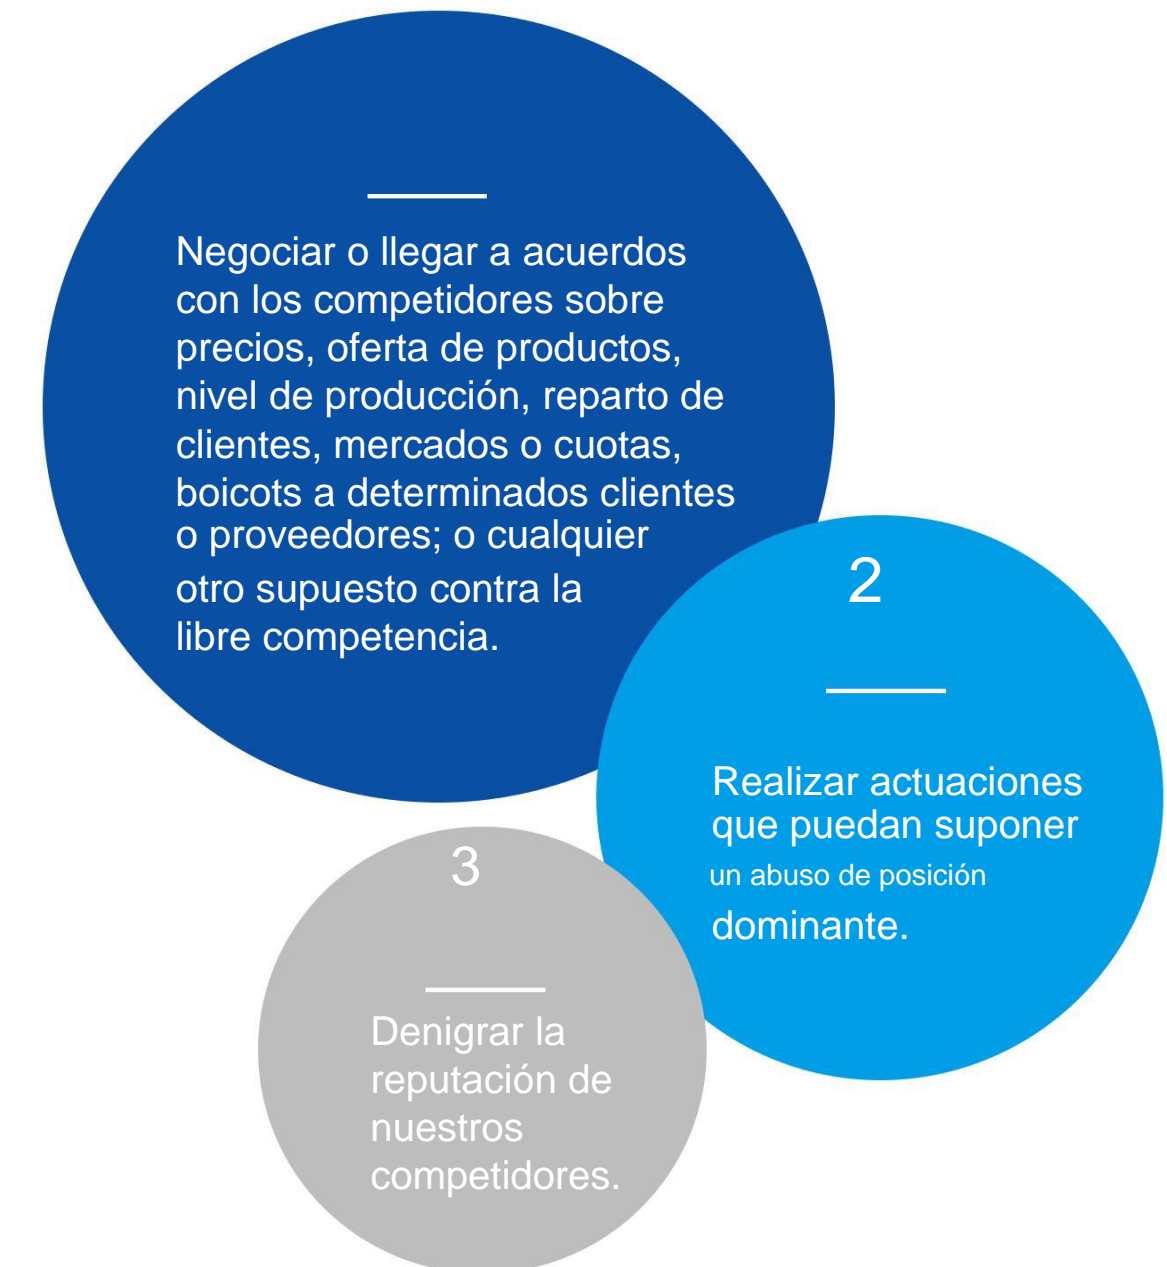 Negociar o llegar a acuerdos
con los competidores sobre
precios, oferta de productos,
nivel de producción, reparto de
clientes, mercados o cuotas,
boicots a determinados clientes
o proveedores; o cualquier
otro supuesto contra la
libre competencia.
2
Realizar actuaciones
que puedan suponer
un abuso de posición
dominante.
3
Denigrar la
reputación de
nuestros
competidores.